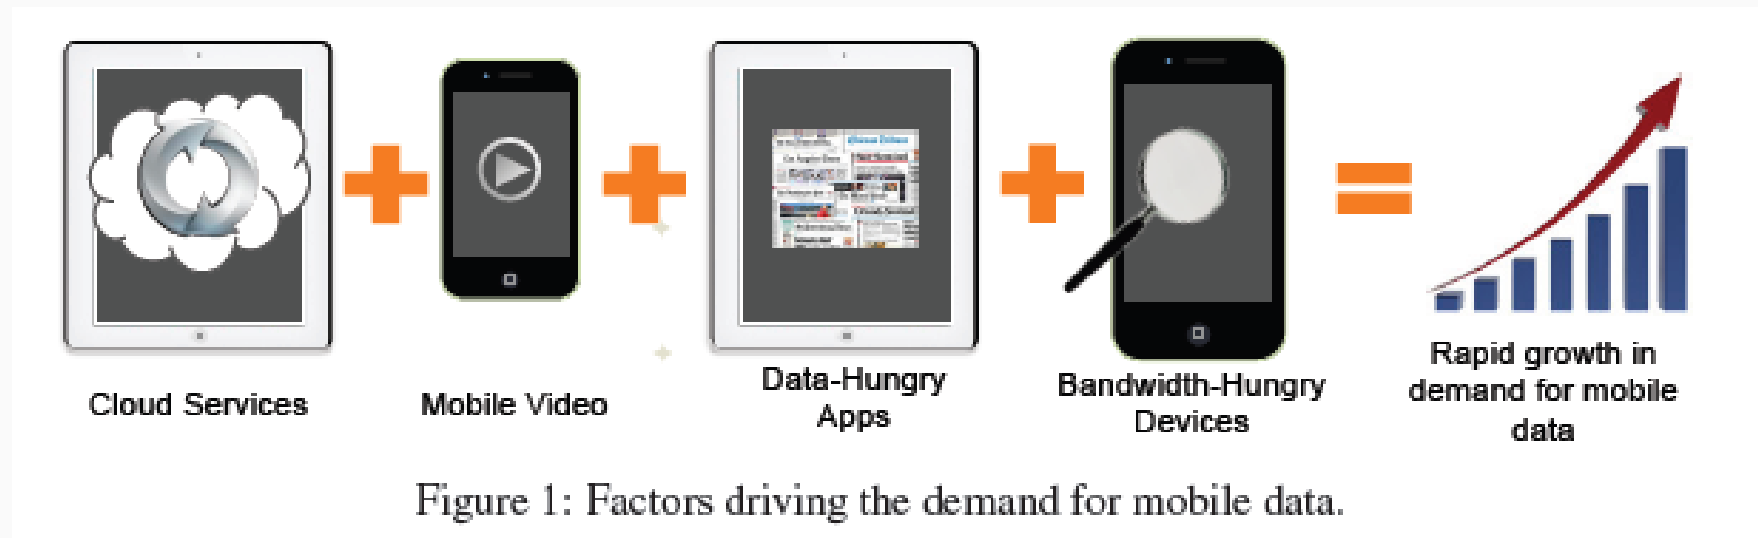 Cloud Services
Mobile Video
Data-Hungry
Apps
Bandwidth-Hungry
Devices
Rapid growth in
demand for mobile
data
Figure 1: Factors driving the demand for mobile data.